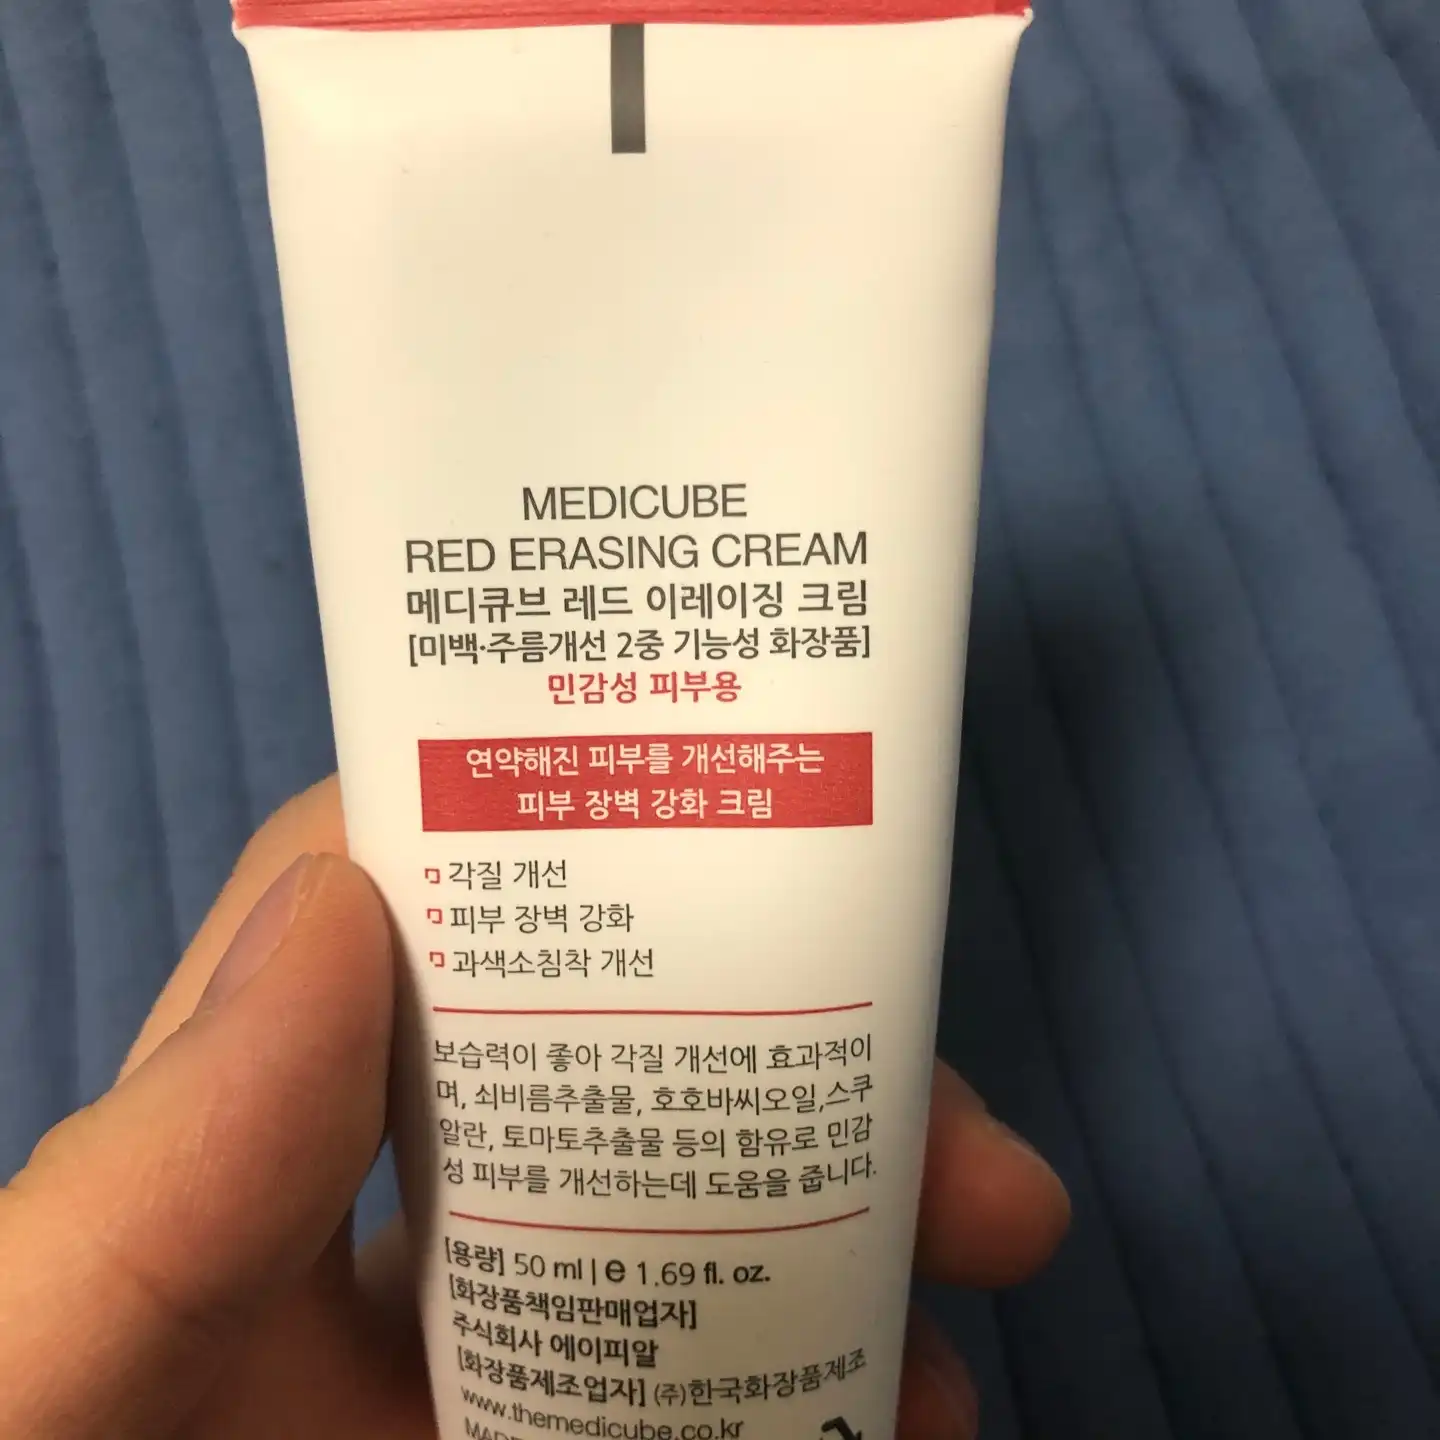 MEDICUBE
RED ERASING CREAM
메디큐브 레드 이레이징 크림
[미백·주름개선 2중 기능성 화장품]
민감성 피부용
연약해진 피부를 개선해주는
피부 장벽 강화 크림
각질 개선
피부 장벽 강화
과색소침착 개선
보습력이 좋아 각질 개선에 효과적이
며, 쇠비름추출물, 호호바씨오일,스쿠
알란, 토마토추출물 등의 함유로 민감
성 피부를 개선하는데 도움을 줍니다.
[용량] 50 ml | e 1.69 fl. oz.
[화장품책임판매업자]
주식회사 에이피알
[화장품제조업자] (주)한국화장품제조
www.themedicube.co.kr